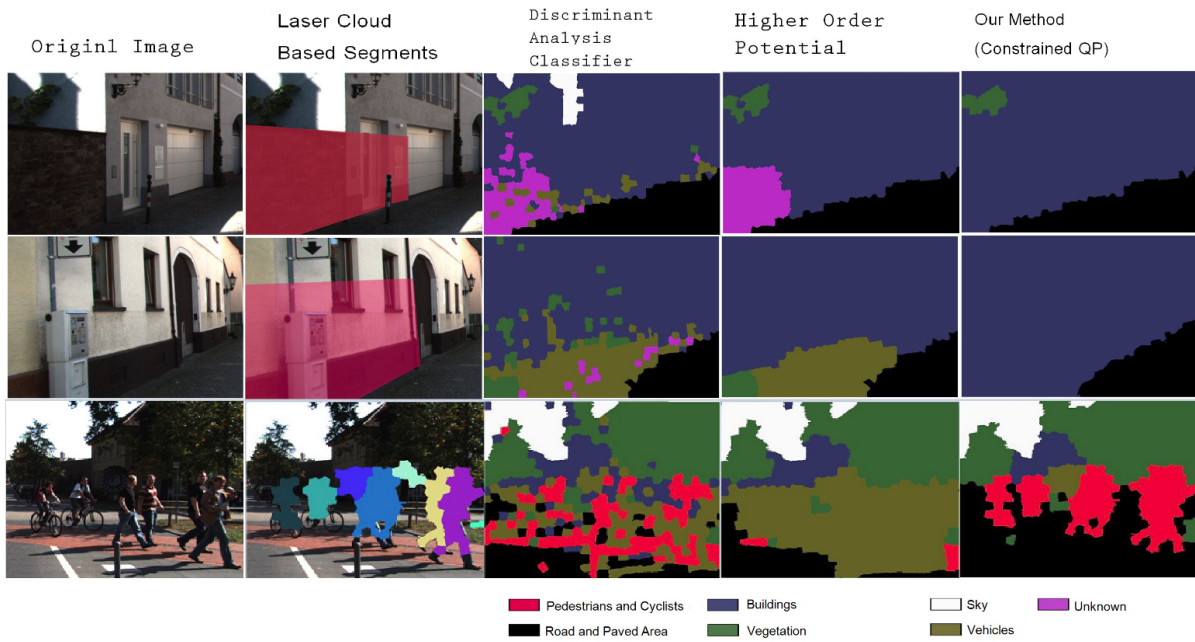 Originl Image
Laser Cloud
Based Segments
Discriminant
Analysis
Classifier
Higher Order
Potential
Our Method
(Constrained QP)
Pedestrians and Cyclists
Buildings
Sky
Unknown
Road and Paved Area
Vegetation
Vehicles